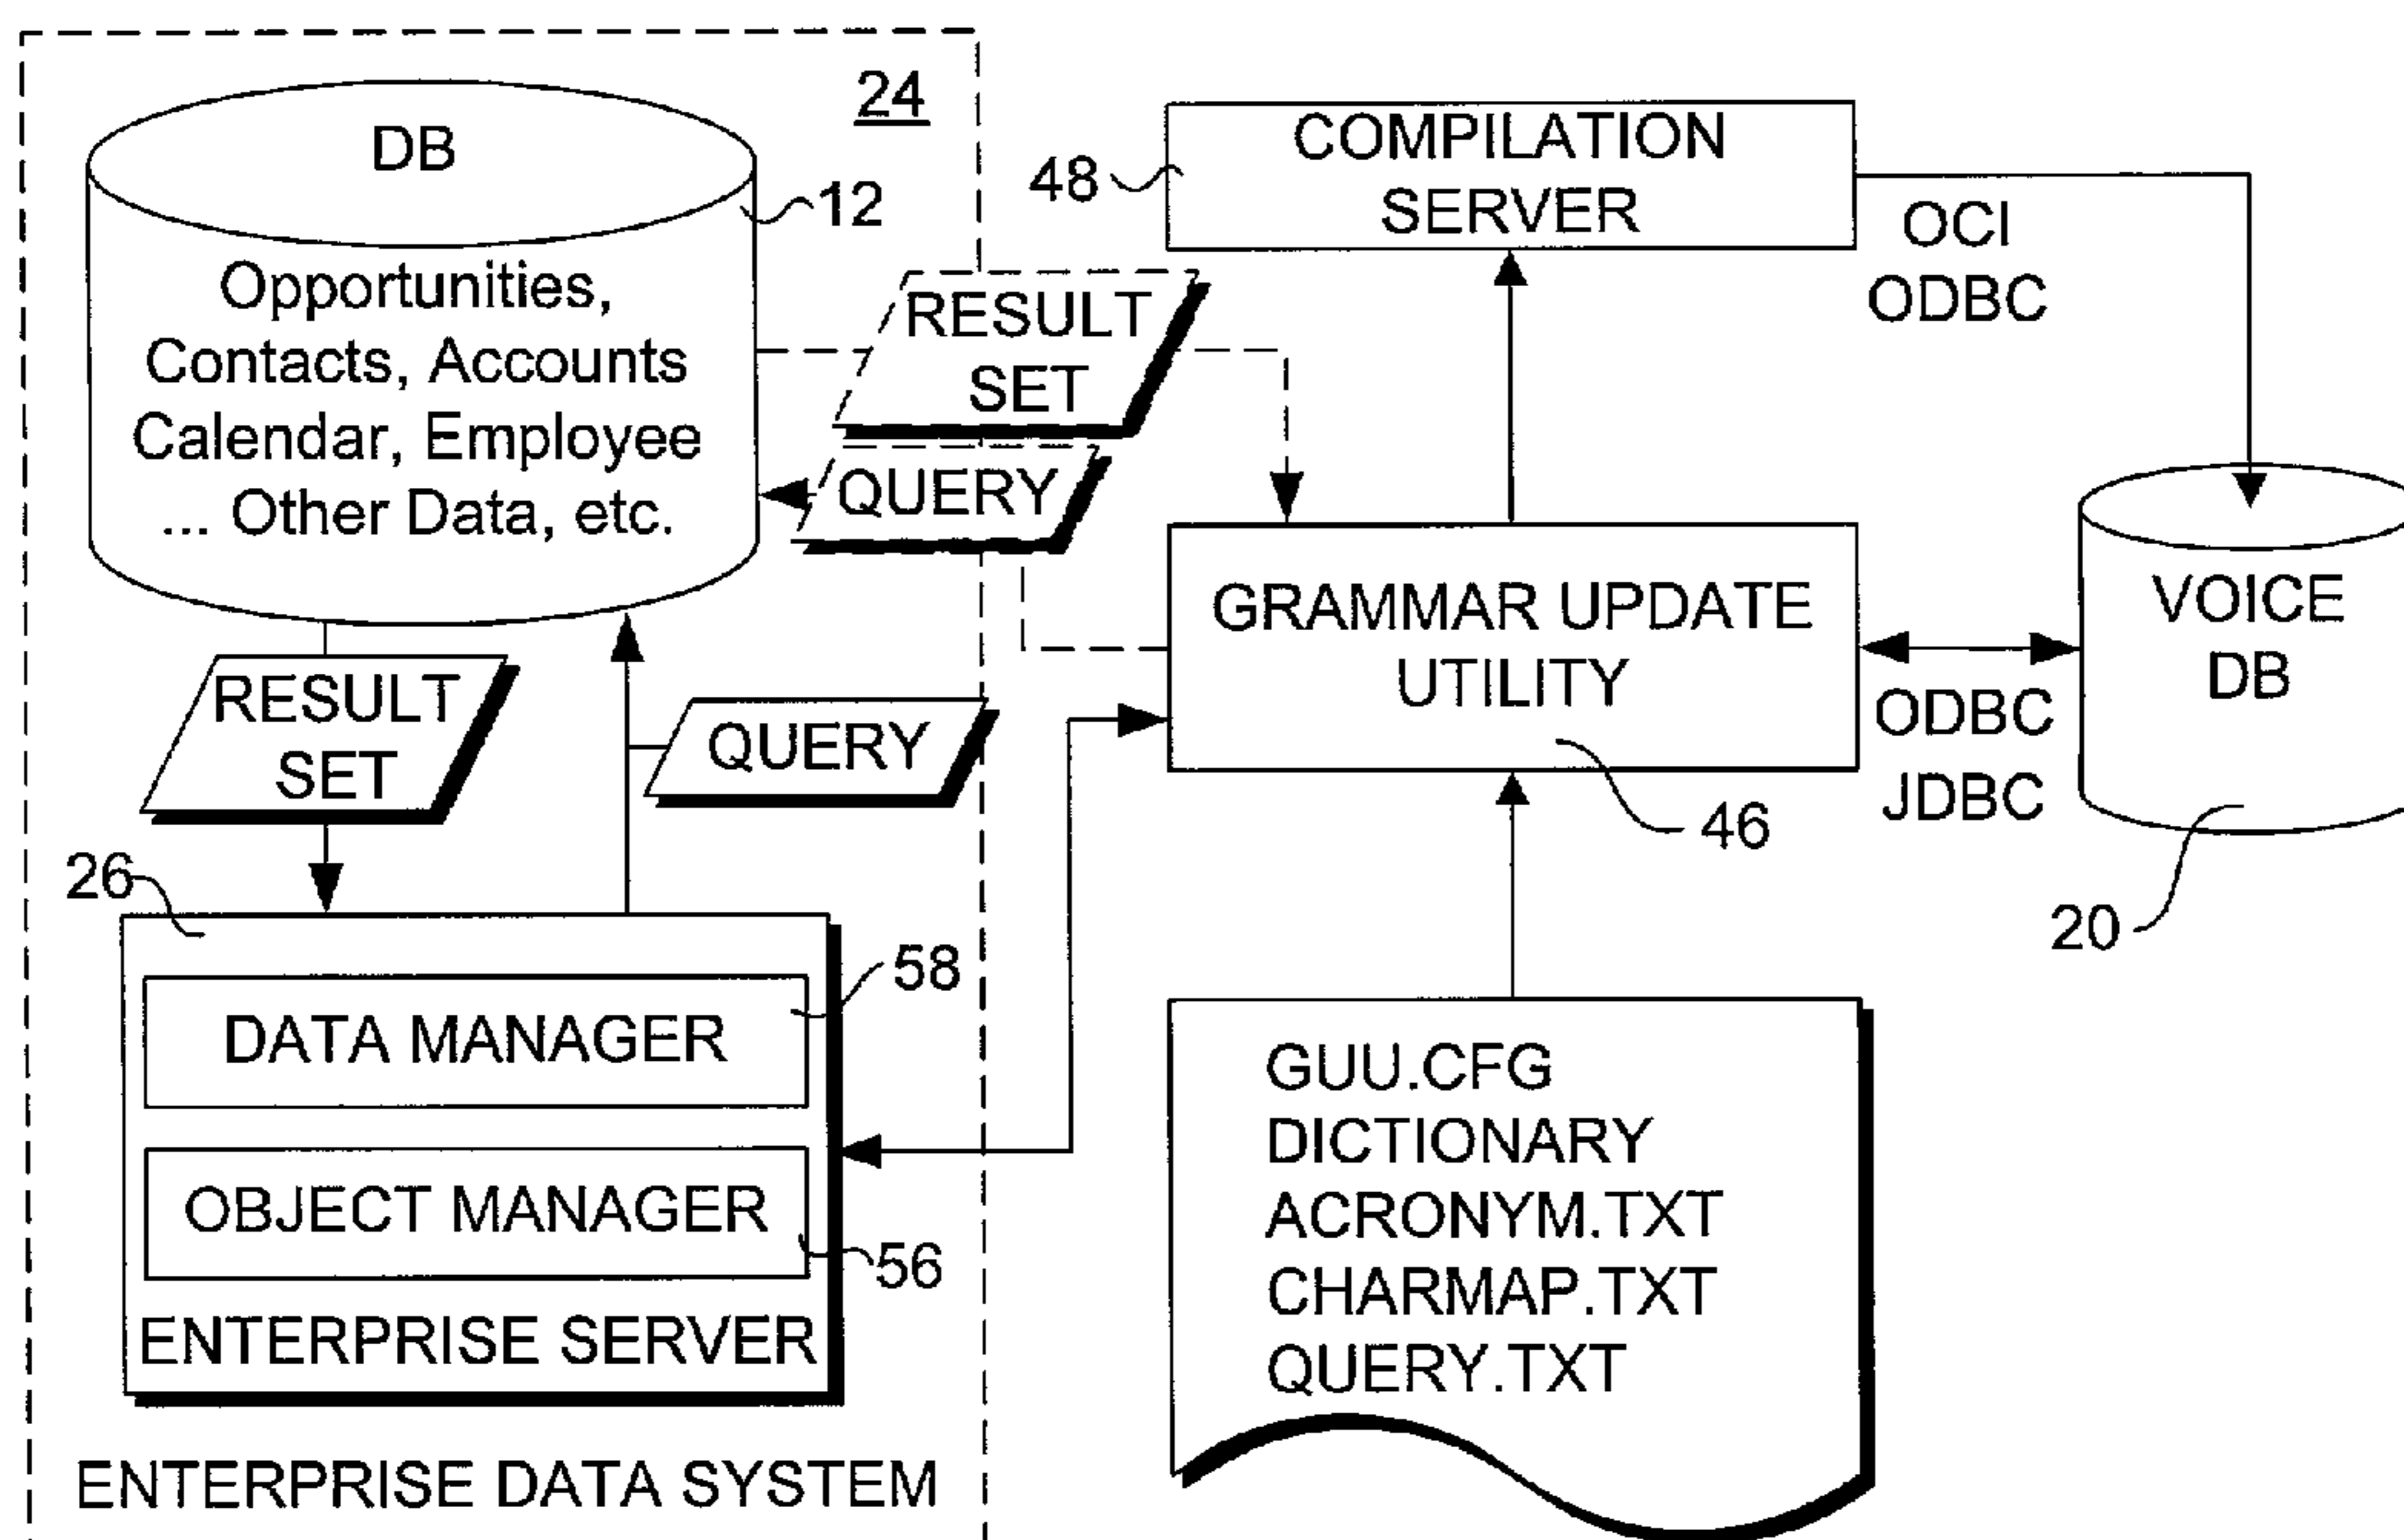 24
DB
12
Opportunities,
Contacts, Accounts
Calendar, Employee
... Other Data, etc.
RESULT
SET
QUERY
RESULT
SET
QUERY
26
58
DATA MANAGER
OBJECT MANAGER
56
ENTERPRISE SERVER
ENTERPRISE DATA SYSTEM
COMPILATION
SERVER
48
OCI
ODBC
GRAMMAR UPDATE
UTILITY
46
ODBC
JDBC
VOICE
DB
20
GUU.CFG
DICTIONARY
ACRONYM.TXT
CHARMAP.TXT
QUERY.TXT